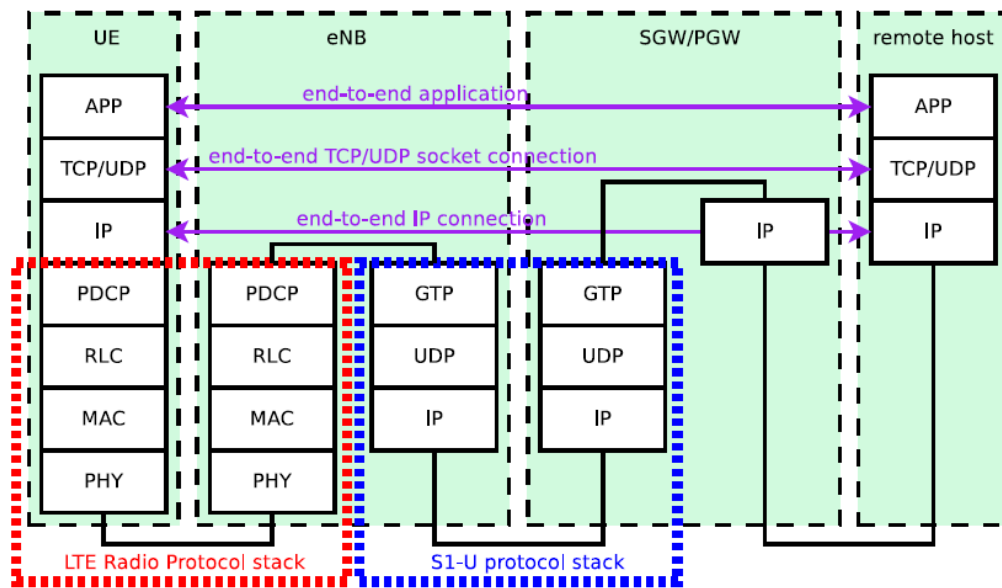 UE
eNB
SGW/PGW
remote host
APP
end-to-end application
APP
TCP/UDP
end-to-end TCP/UDP socket connection
TCP/UDP
IP
end-to-end IP connection
IP
IP
PDCP
PDCP
GTP
GTP
RLC
RLC
UDP
UDP
MAC
MAC
IP
IP
PHY
PHY
LTE Radio Protocol stack
S1-U protocol stack